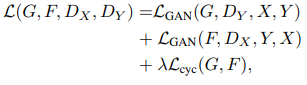 ℒ(G, F, D_X, D_Y) =ℒ_GAN(G, D_Y, X, Y)
+ ℒ_GAN(F, D_X, Y, X)
+ λℒ_cyc(G, F),